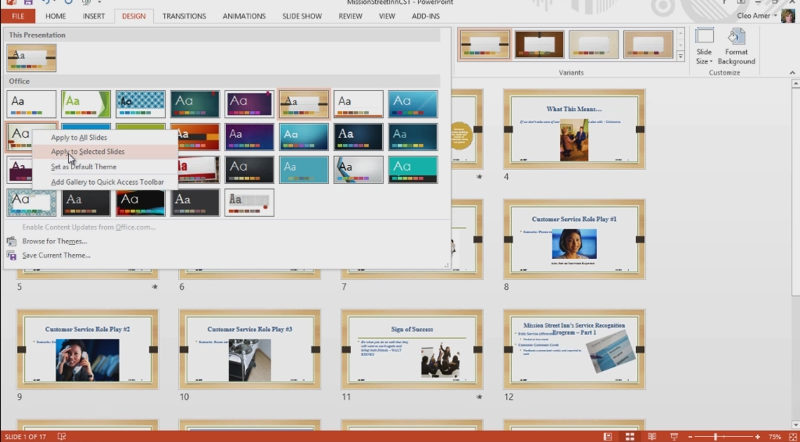 MissionStreetInnCST - PowerPoint
FILE HOME INSERT DESIGN TRANSITIONS ANIMATIONS SLIDE SHOW REVIEW VIEW ADD-INS
Cleo Amer
This Presentation
Aa
Office
Aa Aa Aa Aa Aa Aa Aa Aa
Aa Aa Aa Aa Aa Aa
Apply to All Slides
Apply to Selected Slides
Set as Default Theme
Add Gallery to Quick Access Toolbar
Aa Aa Aa Aa
Aa Aa Aa Aa Aa
Enable Content Updates from Office.com...
Browse for Themes...
Save Current Theme...
Variants
Slide
Size
Format
Background
Customize
What This Means...
4
Customer Service Role Play #1
5 6 7 8
Customer Service Role Play #2
9
Customer Service Role Play #3
10
Sign of Success
11
Mission Street Inn's Service Recognition
Program – Part 1
12
SLIDE 1 OF 17
75%